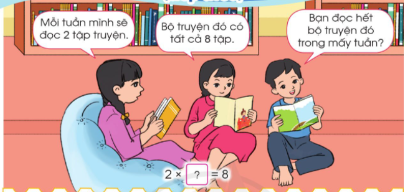 Mỗi tuần mình sẽ
đọc 2 tập truyện.
Bộ truyện đó có
tất cả 8 tập.
Bạn đọc hết
bộ truyện đó
trong mấy tuần?
2 × ? = 8